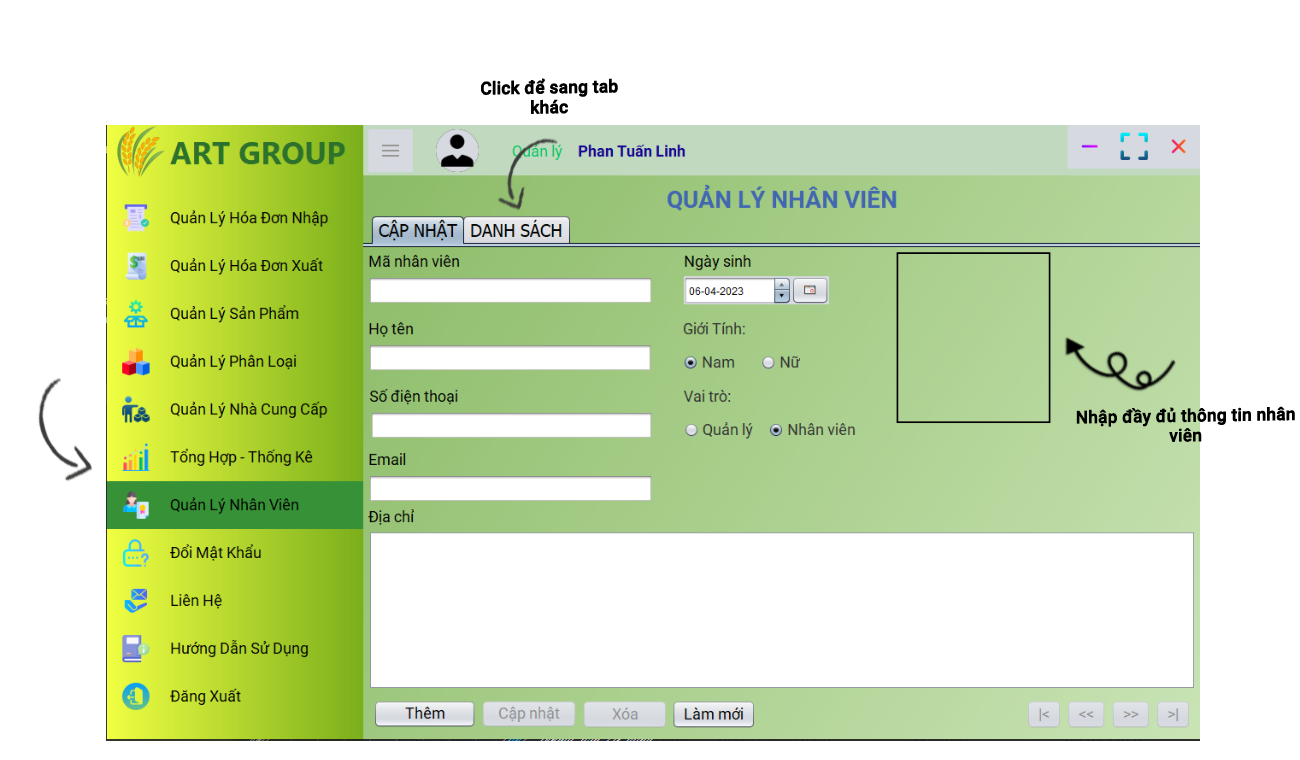 Click để sang tab
khác
ART GROUP
Quản lý Phan Tuấn Linh
QUẢN LÝ NHÂN VIÊN
CẬP NHẬT DANH SÁCH
Quản Lý Hóa Đơn Nhập
Quản Lý Hóa Đơn Xuất
Quản Lý Sản Phẩm
Quản Lý Phân Loại
Quản Lý Nhà Cung Cấp
Tổng Hợp - Thống Kê
Quản Lý Nhân Viên
Đổi Mật Khẩu
Liên Hệ
Hướng Dẫn Sử Dụng
Đăng Xuất
Mã nhân viên
Họ tên
Số điện thoại
Email
Địa chỉ
Ngày sinh
06-04-2023
Giới Tính:
Nam Nữ
Vai trò:
Quản lý Nhân viên
Nhập đầy đủ thông tin nhân
viên
Thêm Cập nhật Xóa Làm mới |< << >> >|